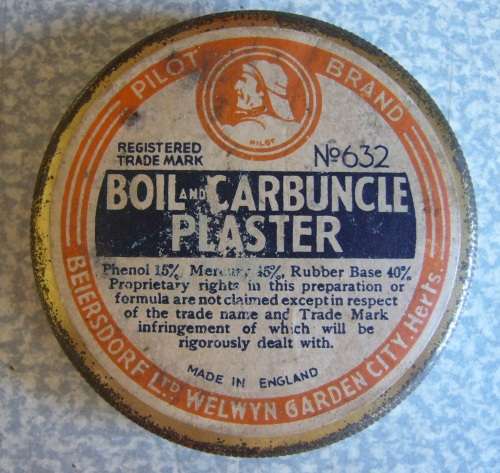 PILOT BRAND
PILOT
REGISTERED
TRADE MARK
No 632
BOIL AND CARBUNCLE
PLASTER
Phenol 15%, Mercury 45%, Rubber Base 40%
Proprietary rights in this preparation or
formula are not claimed except in respect
of the trade name and Trade Mark
infringement of which will be
rigorously dealt with.
MADE IN ENGLAND
BEIERSDORF LTD WELWYN GARDEN CITY. Herts.